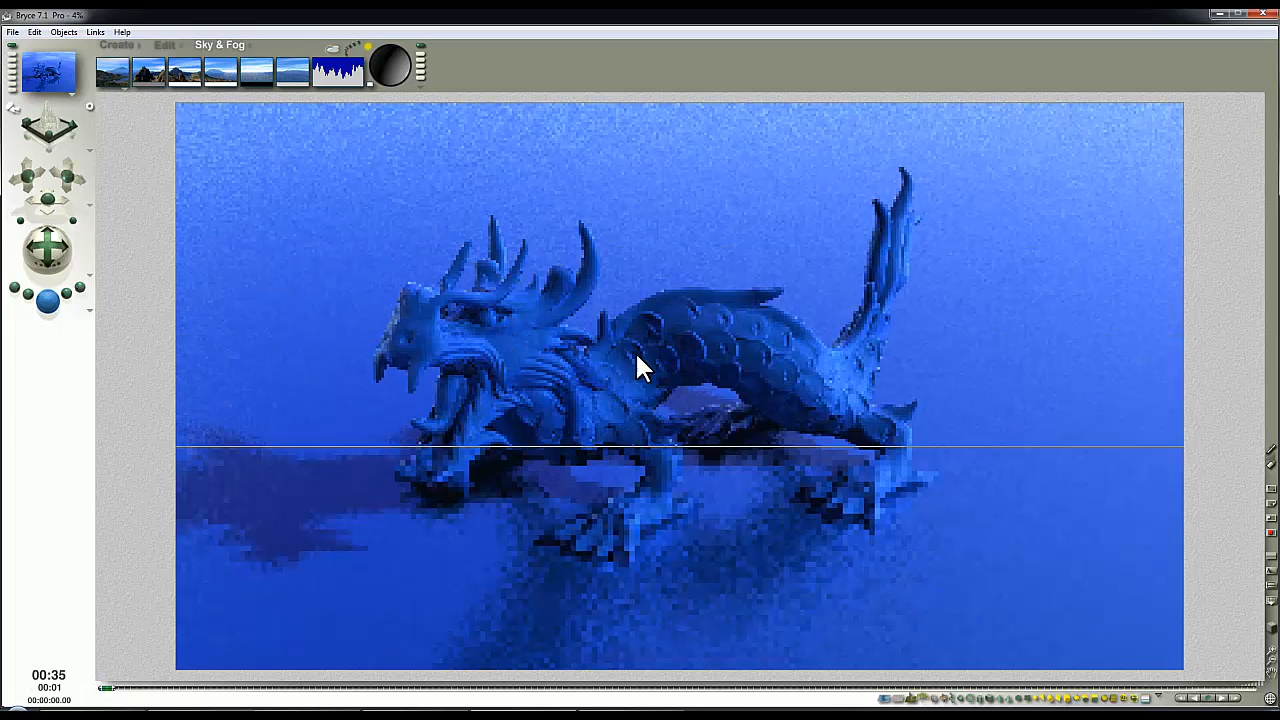 Bryce 7.1 Pro - 4%
File Edit Objects Links Help
Create Edit Sky & Fog
00:35
00:01
00:00:00.00